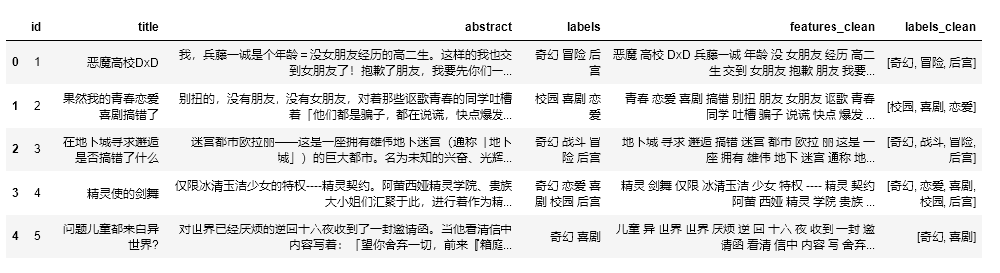 id title abstract labels features_clean labels_clean
0 1 恶魔高校DxD 我，兵藤一诚是个年龄＝没女朋友经历的高二生。这样的我也交到女朋友了！抱歉了朋友，我要先你们一... 奇幻 冒险 后宫 恶魔 高校 DxD 兵藤一诚 年龄 没 女朋友 经历 高二 生 交到 女朋友 抱歉 朋友 我要... [奇幻, 冒险, 后宫]
1 2 果然我的青春恋爱喜剧搞错了 别扭的，没有朋友，没有女朋友，对着那些讴歌青春的同学吐槽着「他们都是骗子，都在说谎，快点爆发... 校园 喜剧 恋爱 青春 恋爱 喜剧 搞错 别扭 朋友 女朋友 讴歌 青春 同学 吐槽 骗子 说谎 快点 爆发 ... [校园, 喜剧, 恋爱]
2 3 在地下城寻求邂逅是否搞错了什么 迷宫都市欧拉丽——这是一座拥有雄伟地下迷宫（通称「地下城」）的巨大都市。名为未知的兴奋、光辉... 奇幻 战斗 冒险 后宫 地下城 寻求 邂逅 搞错 迷宫 都市 欧拉 丽 这是 一座 拥有 雄伟 地下 迷宫 通称 地... [奇幻, 战斗, 冒险, 后宫]
3 4 精灵使的剑舞 仅限冰清玉洁少女的特权----精灵契约。阿蕾西娅精灵学院、贵族大小姐们汇聚于此，进行着作为精... 奇幻 恋爱 喜剧 校园 后宫 精灵 剑舞 仅限 冰清玉洁 少女 特权 ---- 精灵 契约 阿蕾 西娅 精灵 学院 贵族 ... [奇幻, 恋爱, 喜剧, 校园, 后宫]
4 5 问题儿童都来自异世界? 对世界已经厌烦的逆回十六夜收到了一封邀请函。当他看清信中内容写着：「望你舍弃一切，前来『箱庭... 奇幻 喜剧 儿童 异 世界 世界 厌烦 逆 回 十六 夜 收到 一封 邀请函 看清 信中 内容 写 舍弃... [奇幻, 喜剧]